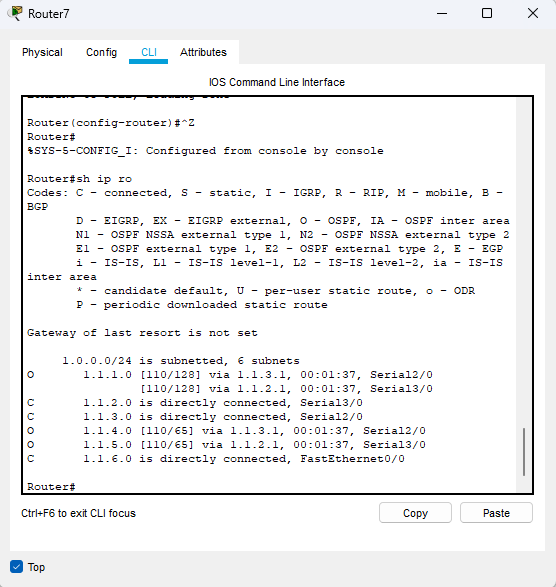 Router7
Physical Config CLI Attributes
IOS Command Line Interface
Router(config-router)#^Z
Router#
%SYS-5-CONFIG_I: Configured from console by console
Router#sh ip ro
Codes: C - connected, S - static, I - IGRP, R - RIP, M - mobile, B -
BGP
D - EIGRP, EX - EIGRP external, O - OSPF, IA - OSPF inter area
N1 - OSPF NSSA external type 1, N2 - OSPF NSSA external type 2
E1 - OSPF external type 1, E2 - OSPF external type 2, E - EGP
i - IS-IS, L1 - IS-IS level-1, L2 - IS-IS level-2, ia - IS-IS
inter area
* - candidate default, U - per-user static route, o - ODR
P - periodic downloaded static route
Gateway of last resort is not set
1.0.0.0/24 is subnetted, 6 subnets
O 1.1.1.0 [110/128] via 1.1.3.1, 00:01:37, Serial2/0
[110/128] via 1.1.2.1, 00:01:37, Serial3/0
C 1.1.2.0 is directly connected, Serial3/0
C 1.1.3.0 is directly connected, Serial2/0
O 1.1.4.0 [110/65] via 1.1.3.1, 00:01:37, Serial2/0
O 1.1.5.0 [110/65] via 1.1.2.1, 00:01:37, Serial3/0
C 1.1.6.0 is directly connected, FastEthernet0/0
Router#
Ctrl+F6 to exit CLI focus
Copy Paste
Top